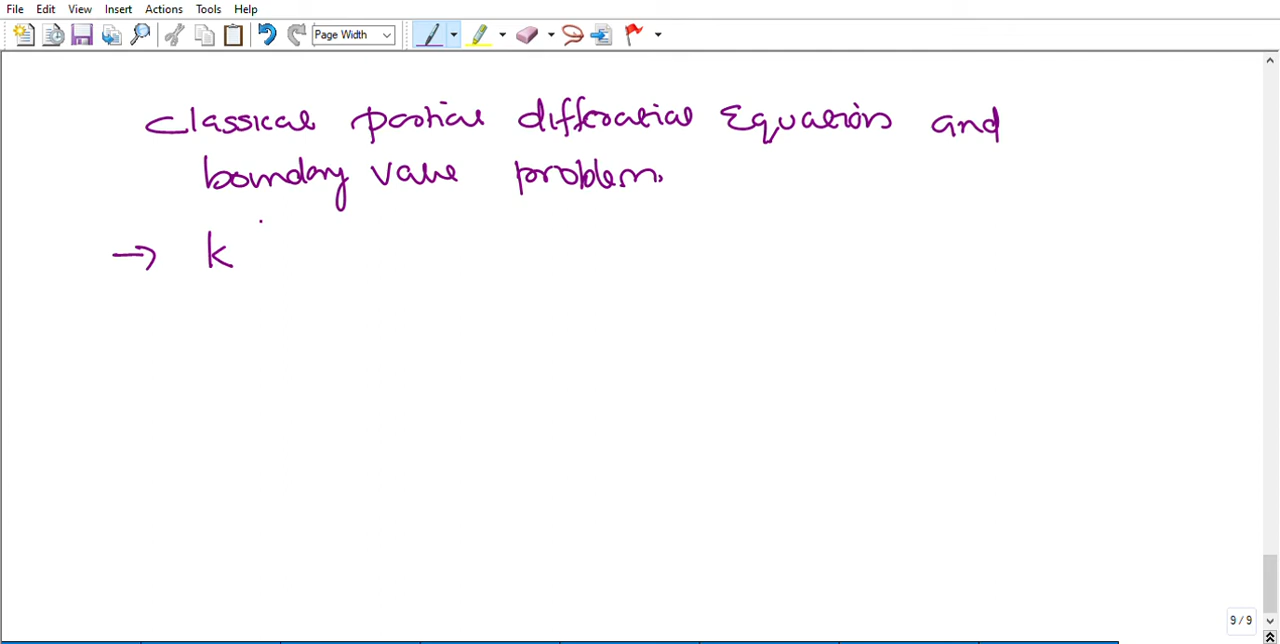 File Edit View Insert Actions Tools Help
Page Width
Classical partial differential Equations and
boundary value problem.
→ k
9 / 9